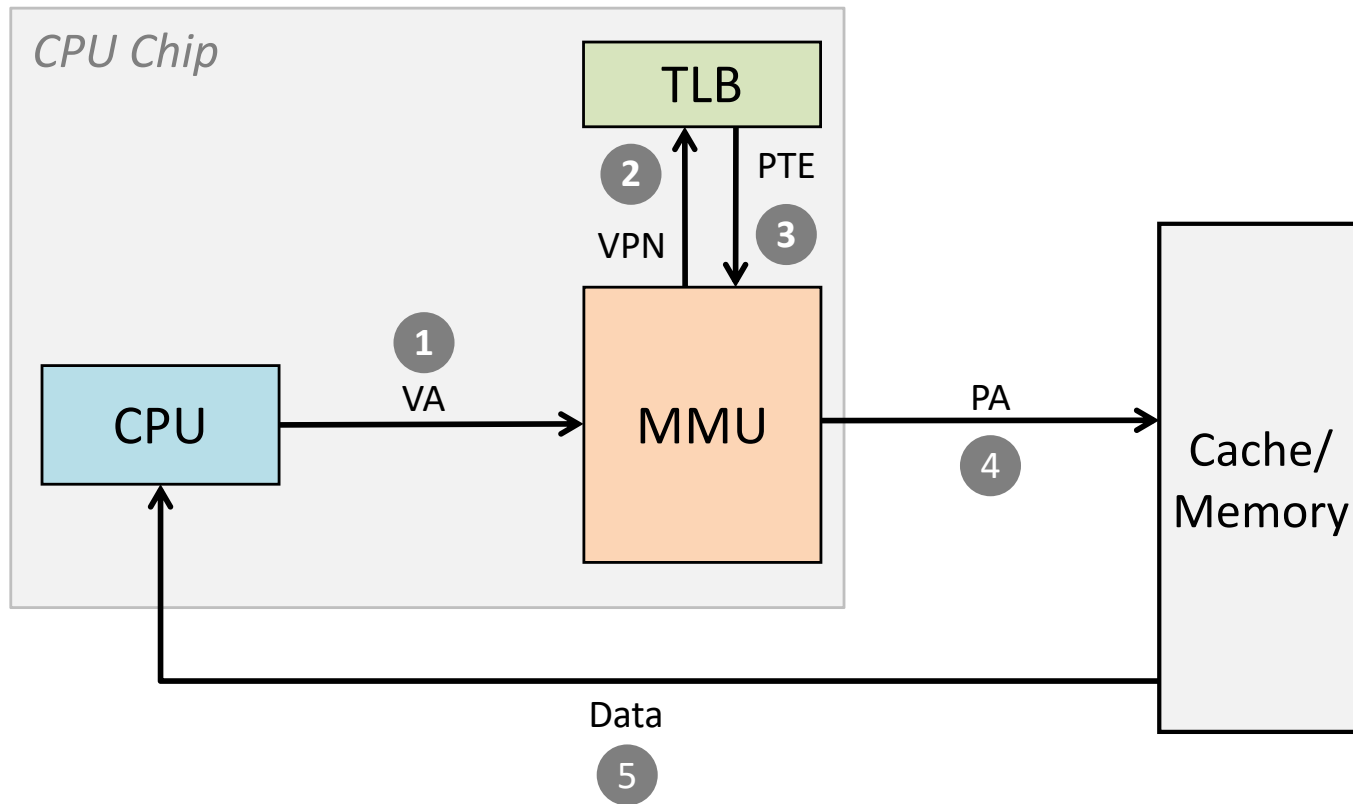 CPU Chip
TLB
2
PTE
VPN
3
1
VA
CPU
MMU
PA
4
Cache/
Memory
Data
5